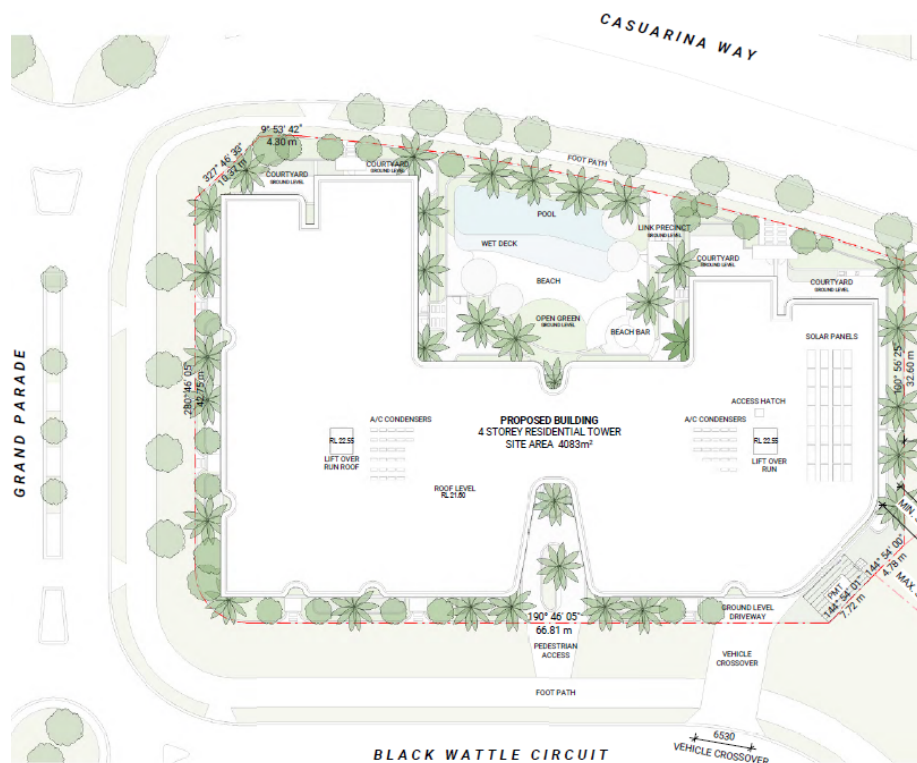 CASUARINA WAY
9° 53' 42"
4.30 m
327° 46' 33"
FOOT PATH
COURTYARD
GROUND LEVEL
COURTYARD
GROUND LEVEL
POOL
LINK PRECINCT
GROUND LEVEL
WET DECK
COURTYARD
GROUND LEVEL
BEACH
COURTYARD
GROUND LEVEL
OPEN GREEN
GROUND LEVEL
BEACH BAR
SOLAR PANELS
GRAND PARADE
280° 46' 05"
42.75 m
100° 56' 25"
32.60 m
ACCESS HATCH
A/C CONDENSERS
PROPOSED BUILDING
4 STOREY RESIDENTIAL TOWER
SITE AREA 4083m²
A/C CONDENSERS
RL 22.55
LIFT OVER
RUN ROOF
RL 22.55
LIFT OVER
RUN
ROOF LEVEL
RL 21.60
MIN.
MAX.
144° 54' 00"
4.78 m
PMT
144° 54' 01"
7.72 m
190° 46' 05"
66.81 m
GROUND LEVEL
DRIVEWAY
PEDESTRIAN
ACCESS
VEHICLE
CROSSOVER
FOOT PATH
6530
VEHICLE CROSSOVER
BLACK WATTLE CIRCUIT